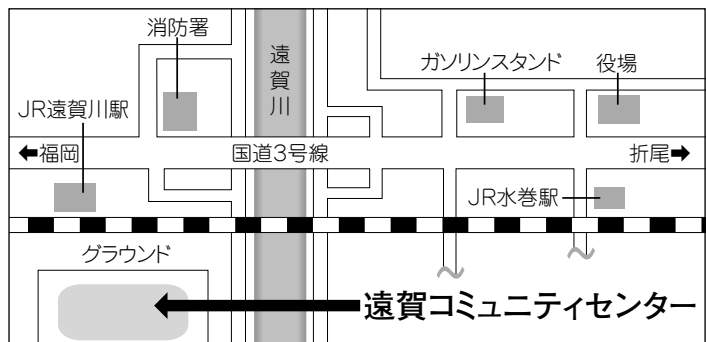 消防署
遠賀川
ガソリンスタンド
役場
JR遠賀川駅
←福岡
国道3号線
折尾→
JR水巻駅
グラウンド
遠賀コミュニティセンター